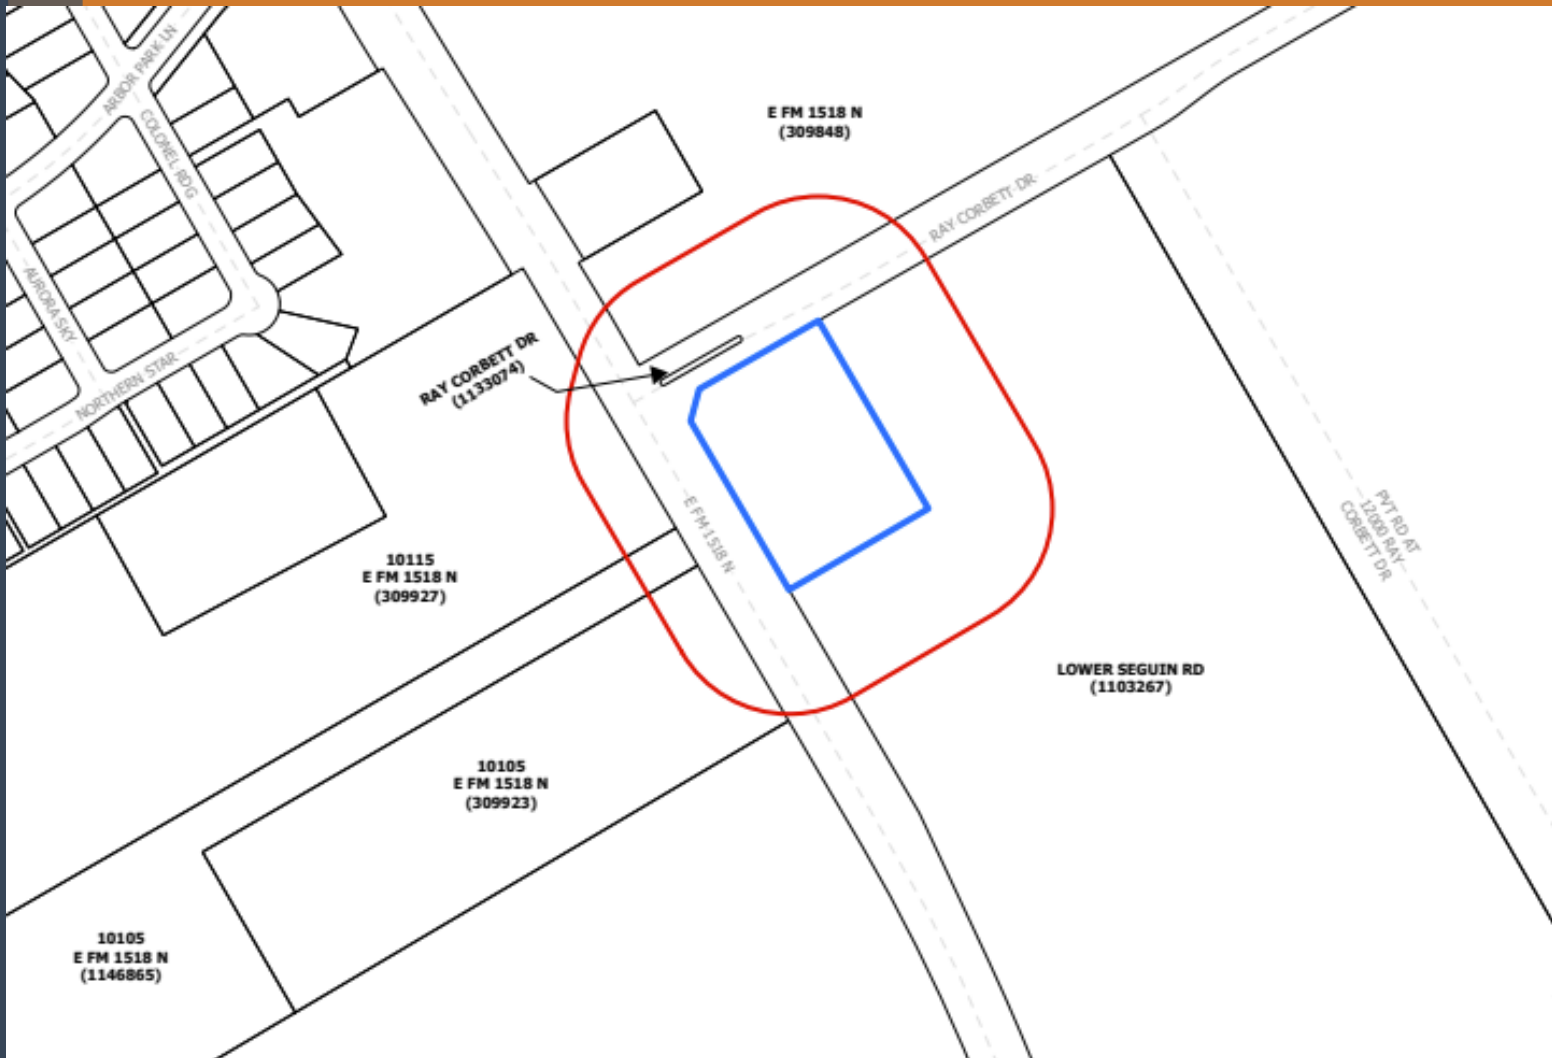 ARBOR PARK LN
COLONEL RDG
E FM 1518 N
(309848)
RAY CORBETT DR
AURORA SKY
NORTHERN STAR
RAY CORBETT DR
(1133074)
E FM 1518 N
PVT RD AT
12000 RAY
CORBETT DR
10115
E FM 1518 N
(309927)
LOWER SEGUIN RD
(1103267)
10105
E FM 1518 N
(309923)
10105
E FM 1518 N
(1146865)